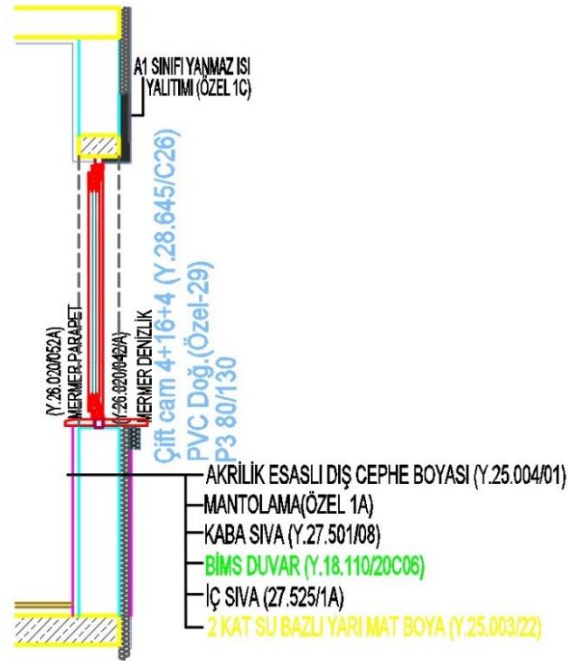 A1 SINIFI YANMAZ ISI
YALITIMI (ÖZEL 1C)
(Y.26.020/052A)
MERMER PARAPET
(Y.26.020/042/A)
MERMER DENİZLİK
Çift cam 4+16+4 (Y.28.645/C26)
PVC Doğ.(Özel-29)
P3 80/130
AKRİLİK ESASLI DIŞ CEPHE BOYASI (Y.25.004/01)
MANTOLAMA(ÖZEL 1A)
KABA SIVA (Y.27.501/08)
BİMS DUVAR (Y.18.110/20C06)
İÇ SIVA (27.525/1A)
2 KAT SU BAZLI YARI MAT BOYA (Y.25.003/22)